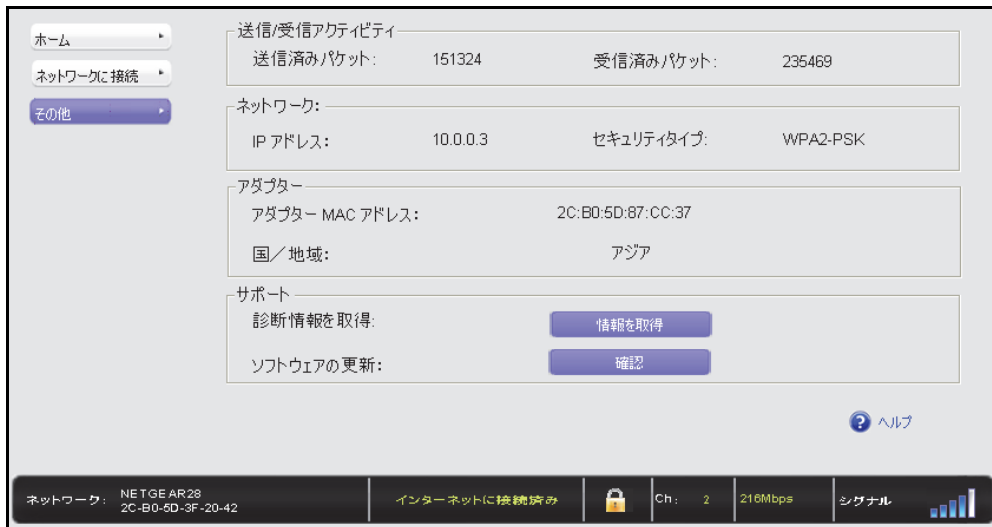 ホーム
ネットワークに接続
その他
送信/受信アクティビティ
送信済みパケット: 151324 受信済みパケット: 235469
ネットワーク:
IP アドレス: 10.0.0.3 セキュリティタイプ: WPA2-PSK
アダプター
アダプター MAC アドレス: 2C:B0:5D:87:CC:37
国／地域: アジア
サポート
診断情報を取得: 情報を取得
ソフトウェアの更新: 確認
ヘルプ
ネットワーク: NETGEAR28
2C-B0-5D-3F-20-42
インターネットに接続済み
Ch: 2
216Mbps
シグナル